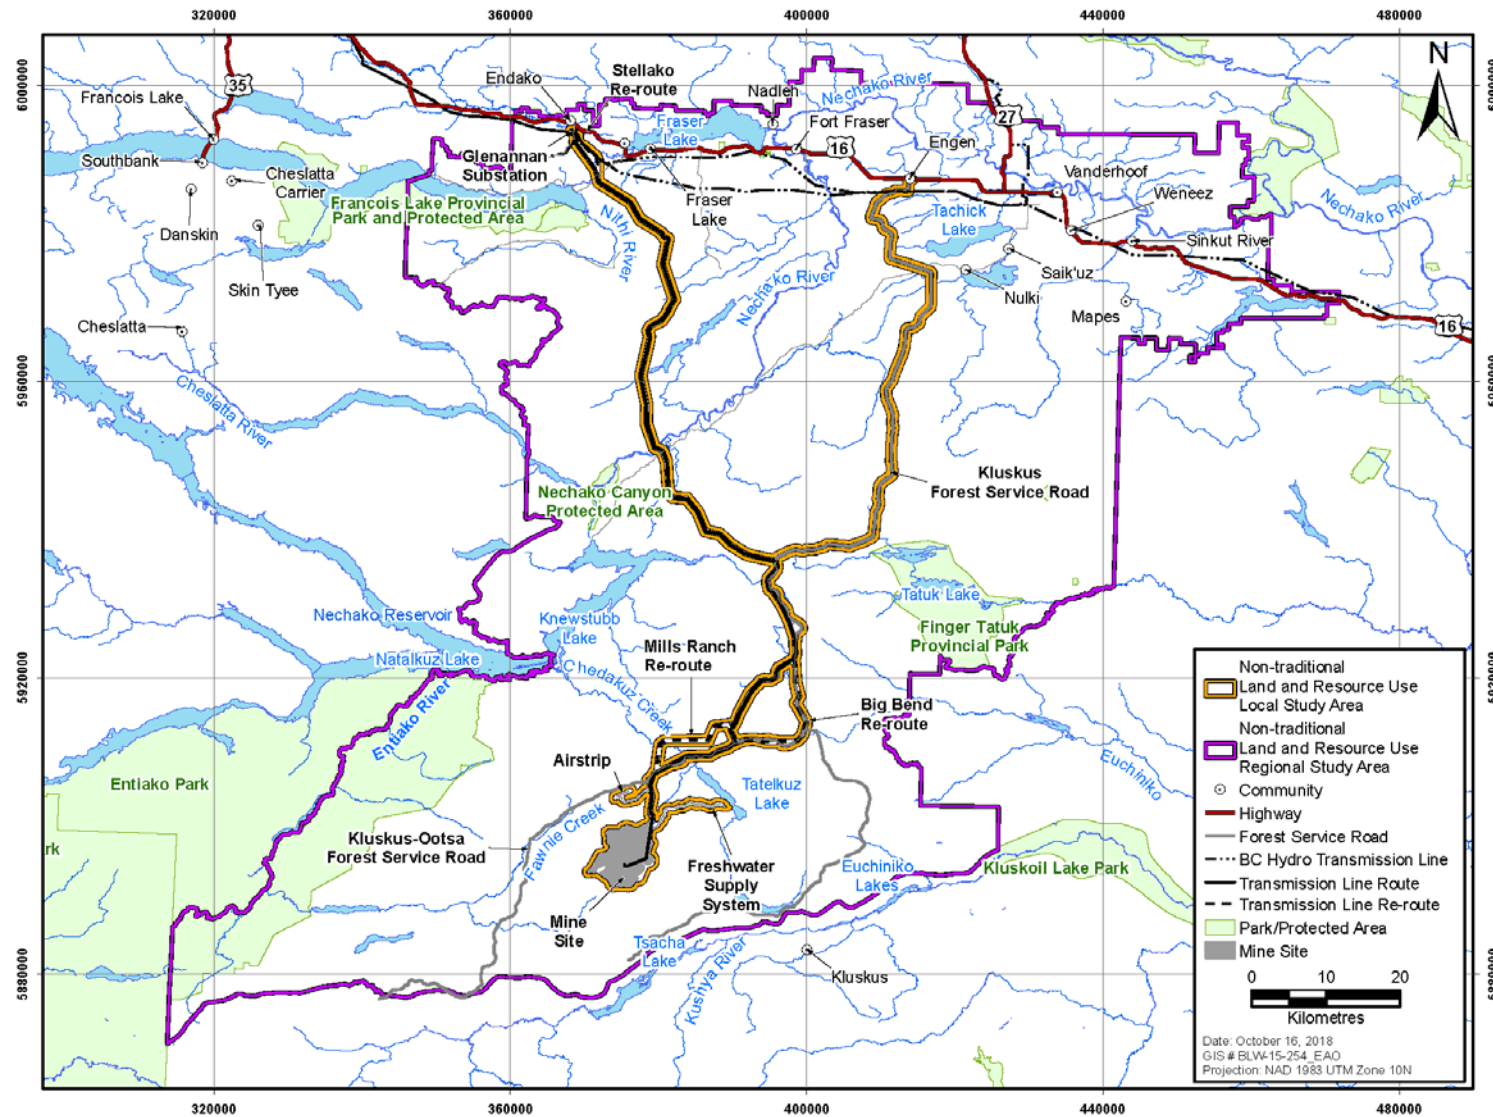 320000
360000
400000
440000
480000
6000000
6000000
N
35
Francois Lake
Endako
Stellako
Re-route
Nadleh
Nechako River
Fraser
Lake
Fort Fraser
16
27
Engen
Southbank
Glenannan
Substation
Vanderhoof
Weneez
Cheslatta
Carrier
Francois Lake Provincial
Park and Protected Area
Fraser
Lake
Tachick
Lake
Nechako River
Danskin
Nithi River
Sinkut River
Saik'uz
Skin Tyee
Nechako River
Nulki
Mapes
Cheslatta
16
5960000
5960000
Cheslatta River
Kluskus
Forest Service Road
Nechako Canyon
Protected Area
Tatuk Lake
Nechako Reservoir
Knewstubb
Lake
Finger Tatuk
Provincial Park
Mills Ranch
Re-route
Natalkuz Lake
Chedakuz Creek
5920000
5920000
Entiako River
Big Bend
Re-route
Airstrip
Entiako Park
Tatelkuz
Lake
Euchiniko
Fawnie Creek
Kluskus-Ootsa
Forest Service Road
rk
Freshwater
Supply
System
Euchiniko
Lakes
Kluskoil Lake Park
Mine
Site
Tsacha
Lake
Kushya River
Kluskus
5880000
5880000
Non-traditional
Land and Resource Use
Local Study Area
Non-traditional
Land and Resource Use
Regional Study Area
Community
Highway
Forest Service Road
BC Hydro Transmission Line
Transmission Line Route
Transmission Line Re-route
Park/Protected Area
Mine Site
0 10 20
Kilometres
Date: October 16, 2018
GIS # BLW-15-254_EAO
Projection: NAD 1983 UTM Zone 10N
320000
360000
400000
440000
480000